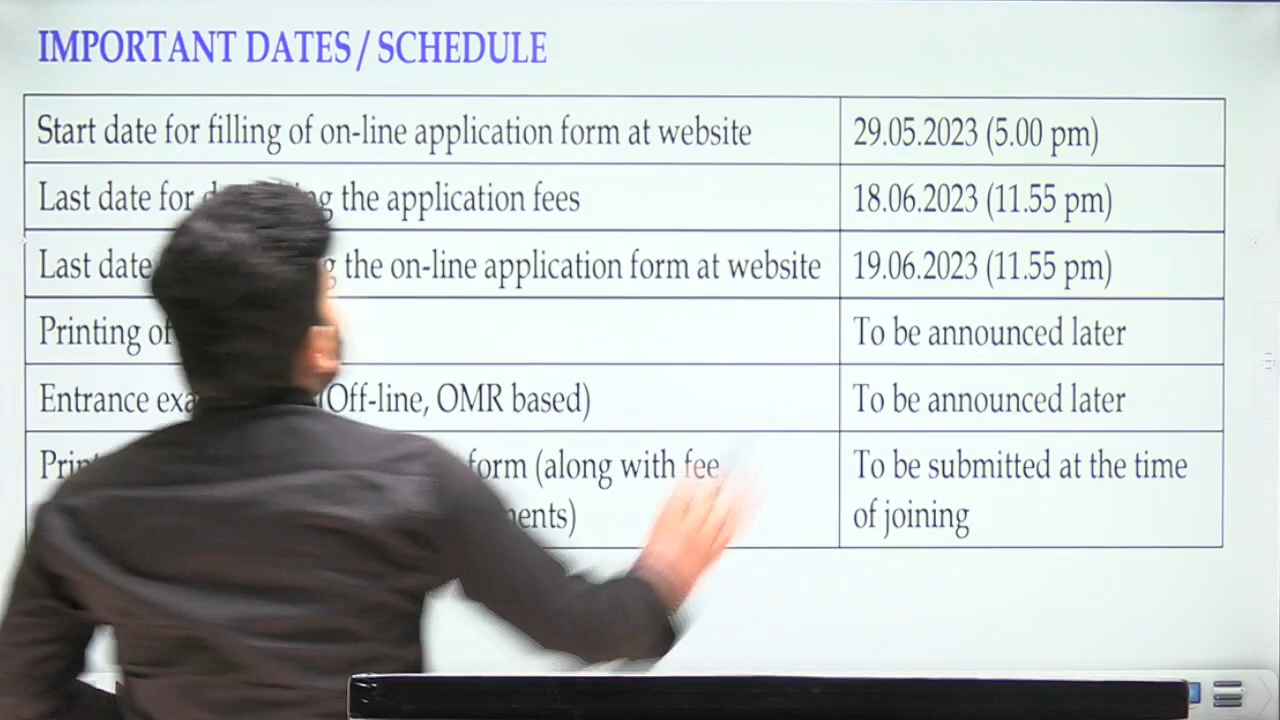 IMPORTANT DATES / SCHEDULE
Start date for filling of on-line application form at website
29.05.2023 (5.00 pm)
Last date for the application fees
18.06.2023 (11.55 pm)
Last date the on-line application form at website
19.06.2023 (11.55 pm)
Printing of
To be announced later
Entrance (Off-line, OMR based)
To be announced later
form (along with fee
To be submitted at the time
of joining